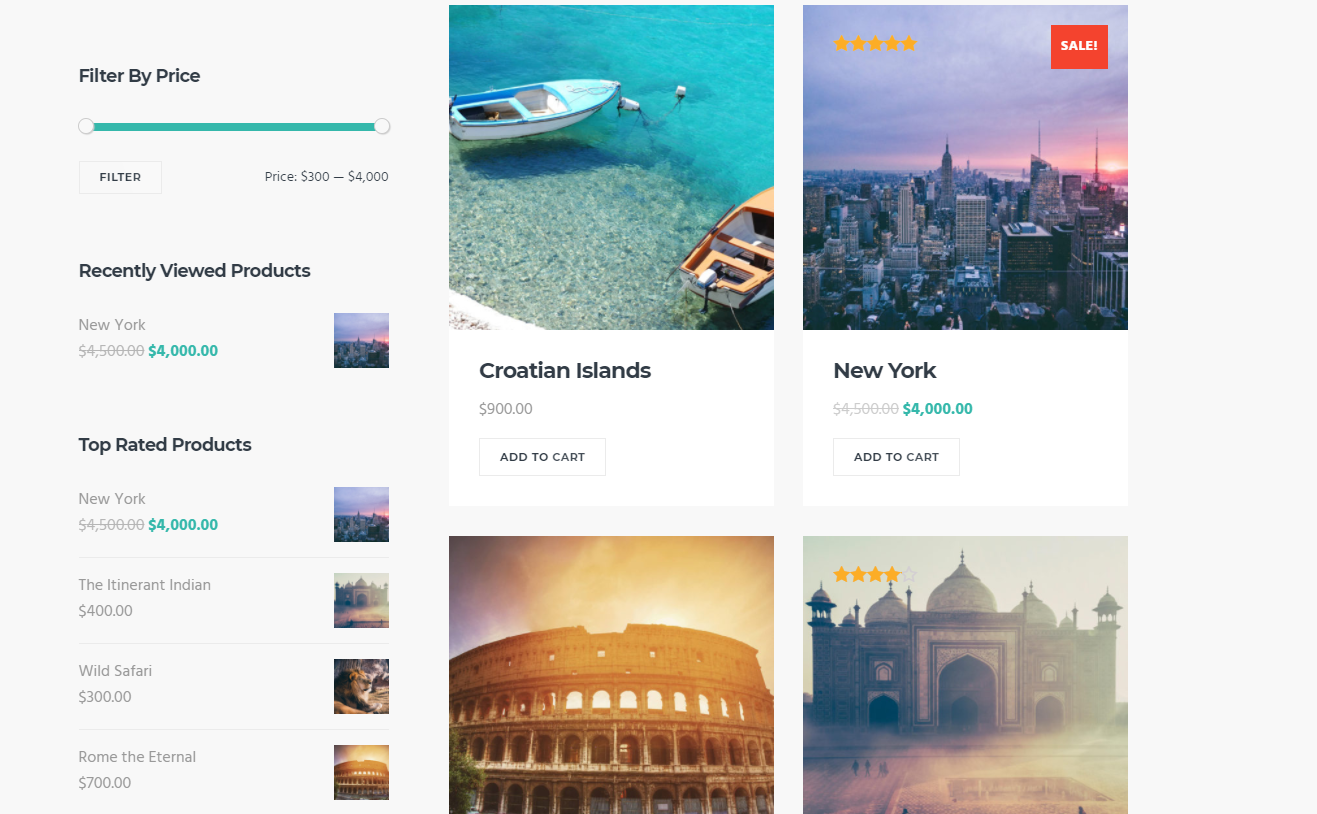 Filter By Price
FILTER
Price: $300 — $4,000
Recently Viewed Products
New York
$4,500.00 $4,000.00
Top Rated Products
New York
$4,500.00 $4,000.00
The Itinerant Indian
$400.00
Wild Safari
$300.00
Rome the Eternal
$700.00
Croatian Islands
$900.00
ADD TO CART
SALE!
New York
$4,500.00 $4,000.00
ADD TO CART